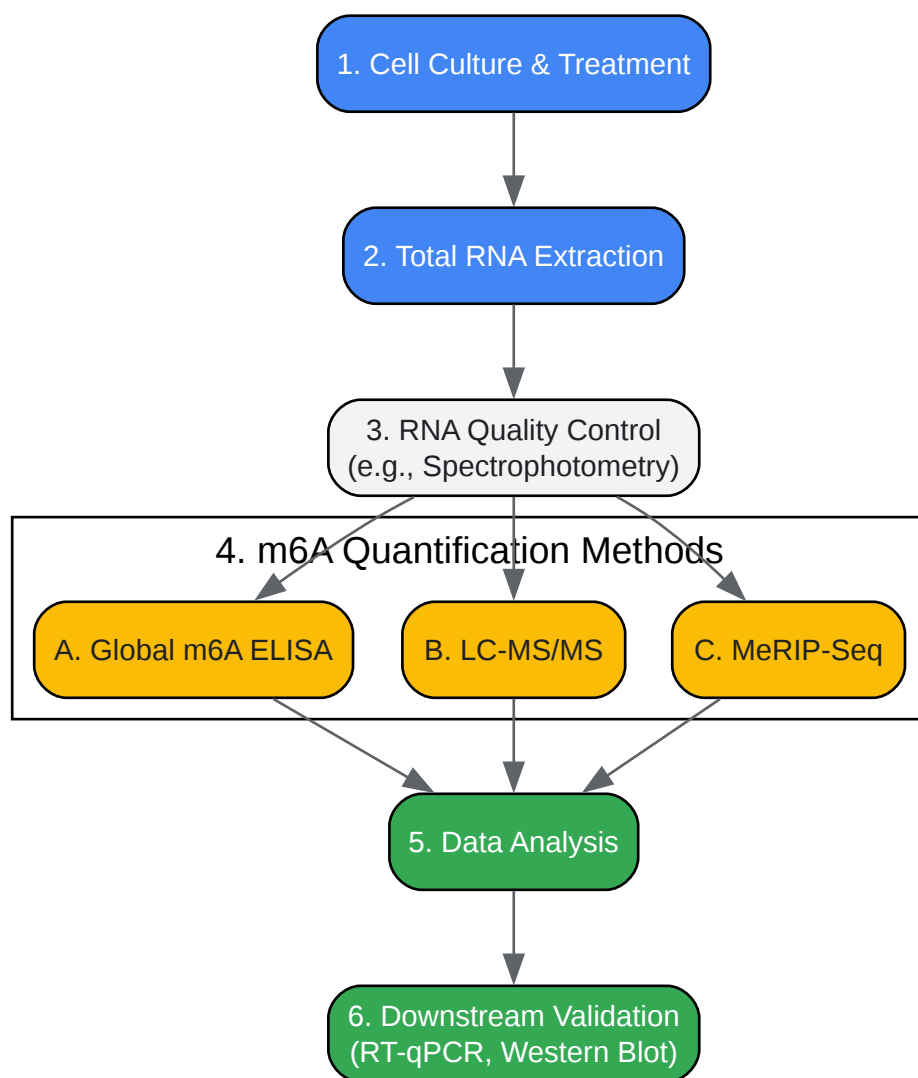 1. Cell Culture & Treatment
2. Total RNA Extraction
3. RNA Quality Control
(e.g., Spectrophotometry)
4. m6A Quantification Methods
A. Global m6A ELISA
B. LC-MS/MS
C. MeRIP-Seq
5. Data Analysis
6. Downstream Validation
(RT-qPCR, Western Blot)